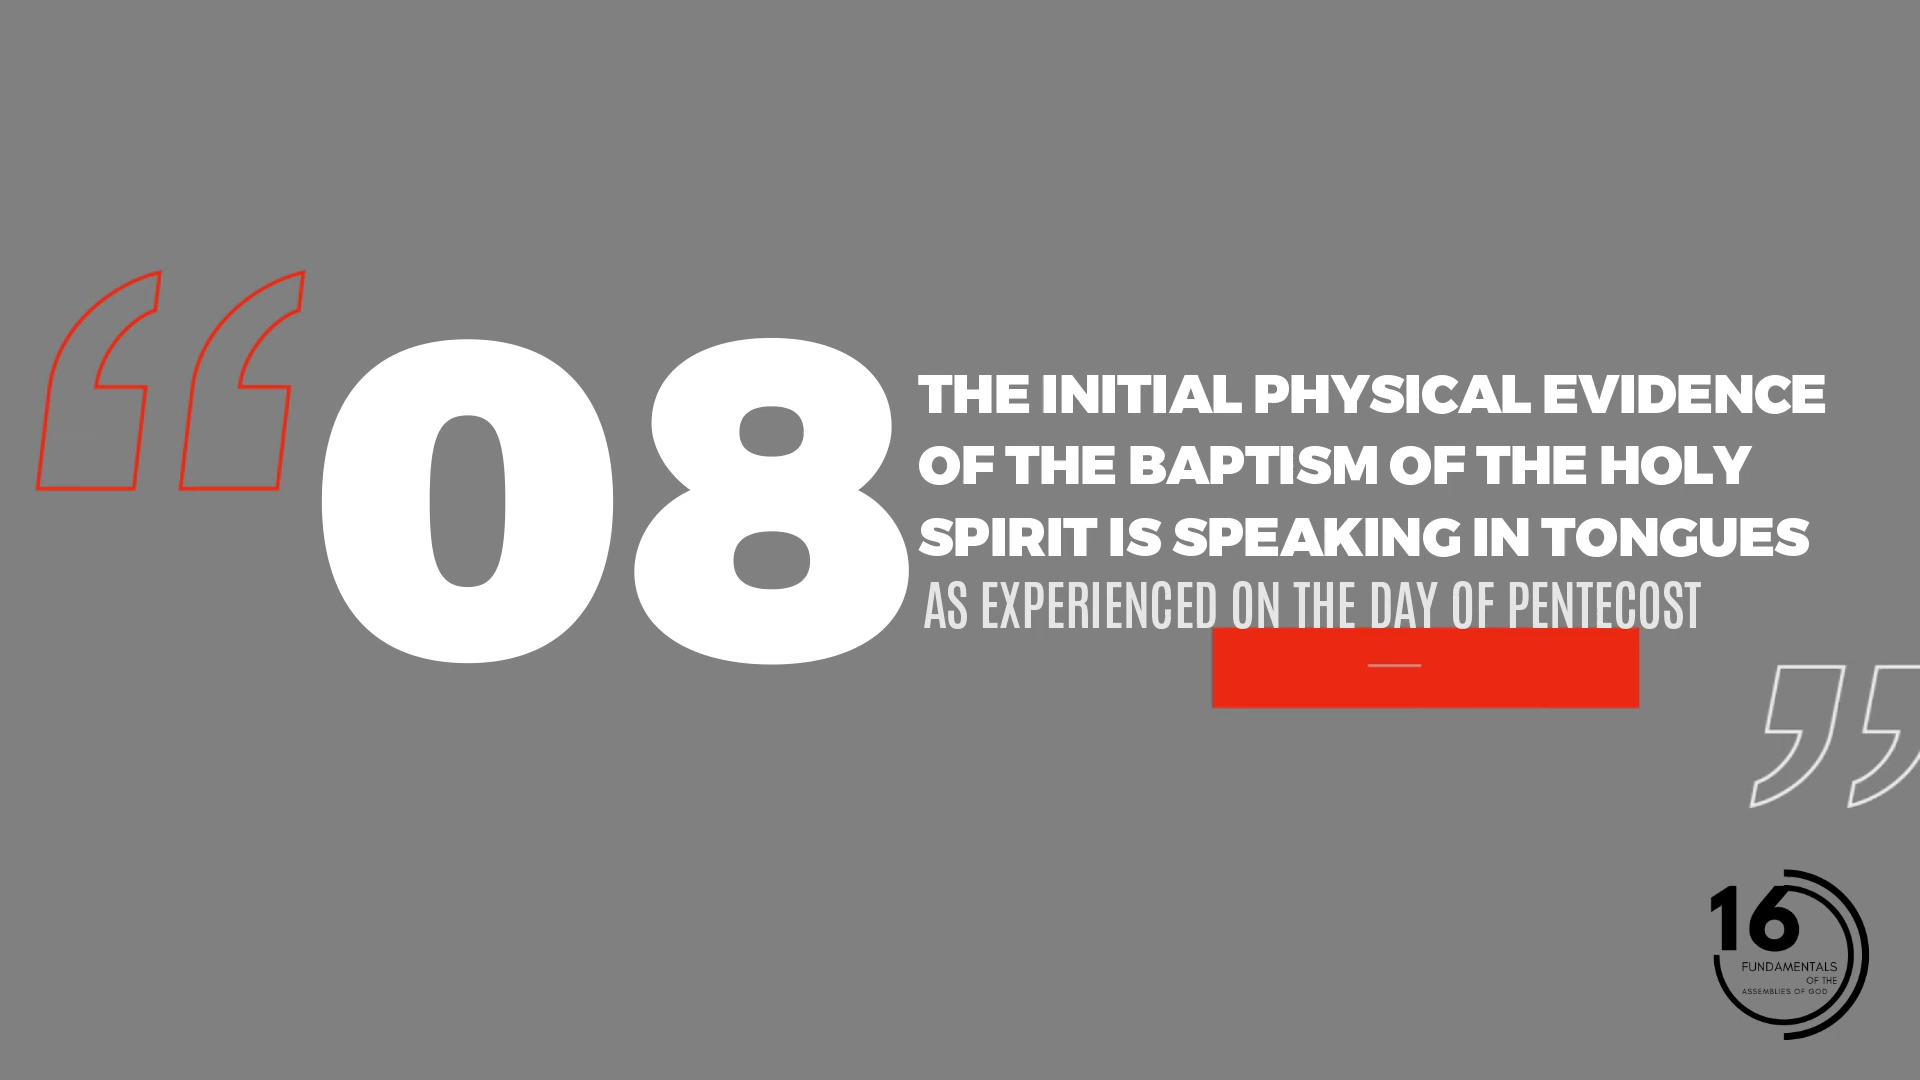 “
08
THE INITIAL PHYSICAL EVIDENCE
OF THE BAPTISM OF THE HOLY
SPIRIT IS SPEAKING IN TONGUES
AS EXPERIENCED ON THE DAY OF PENTECOST
”
16
FUNDAMENTALS
OF THE
ASSEMBLIES OF GOD